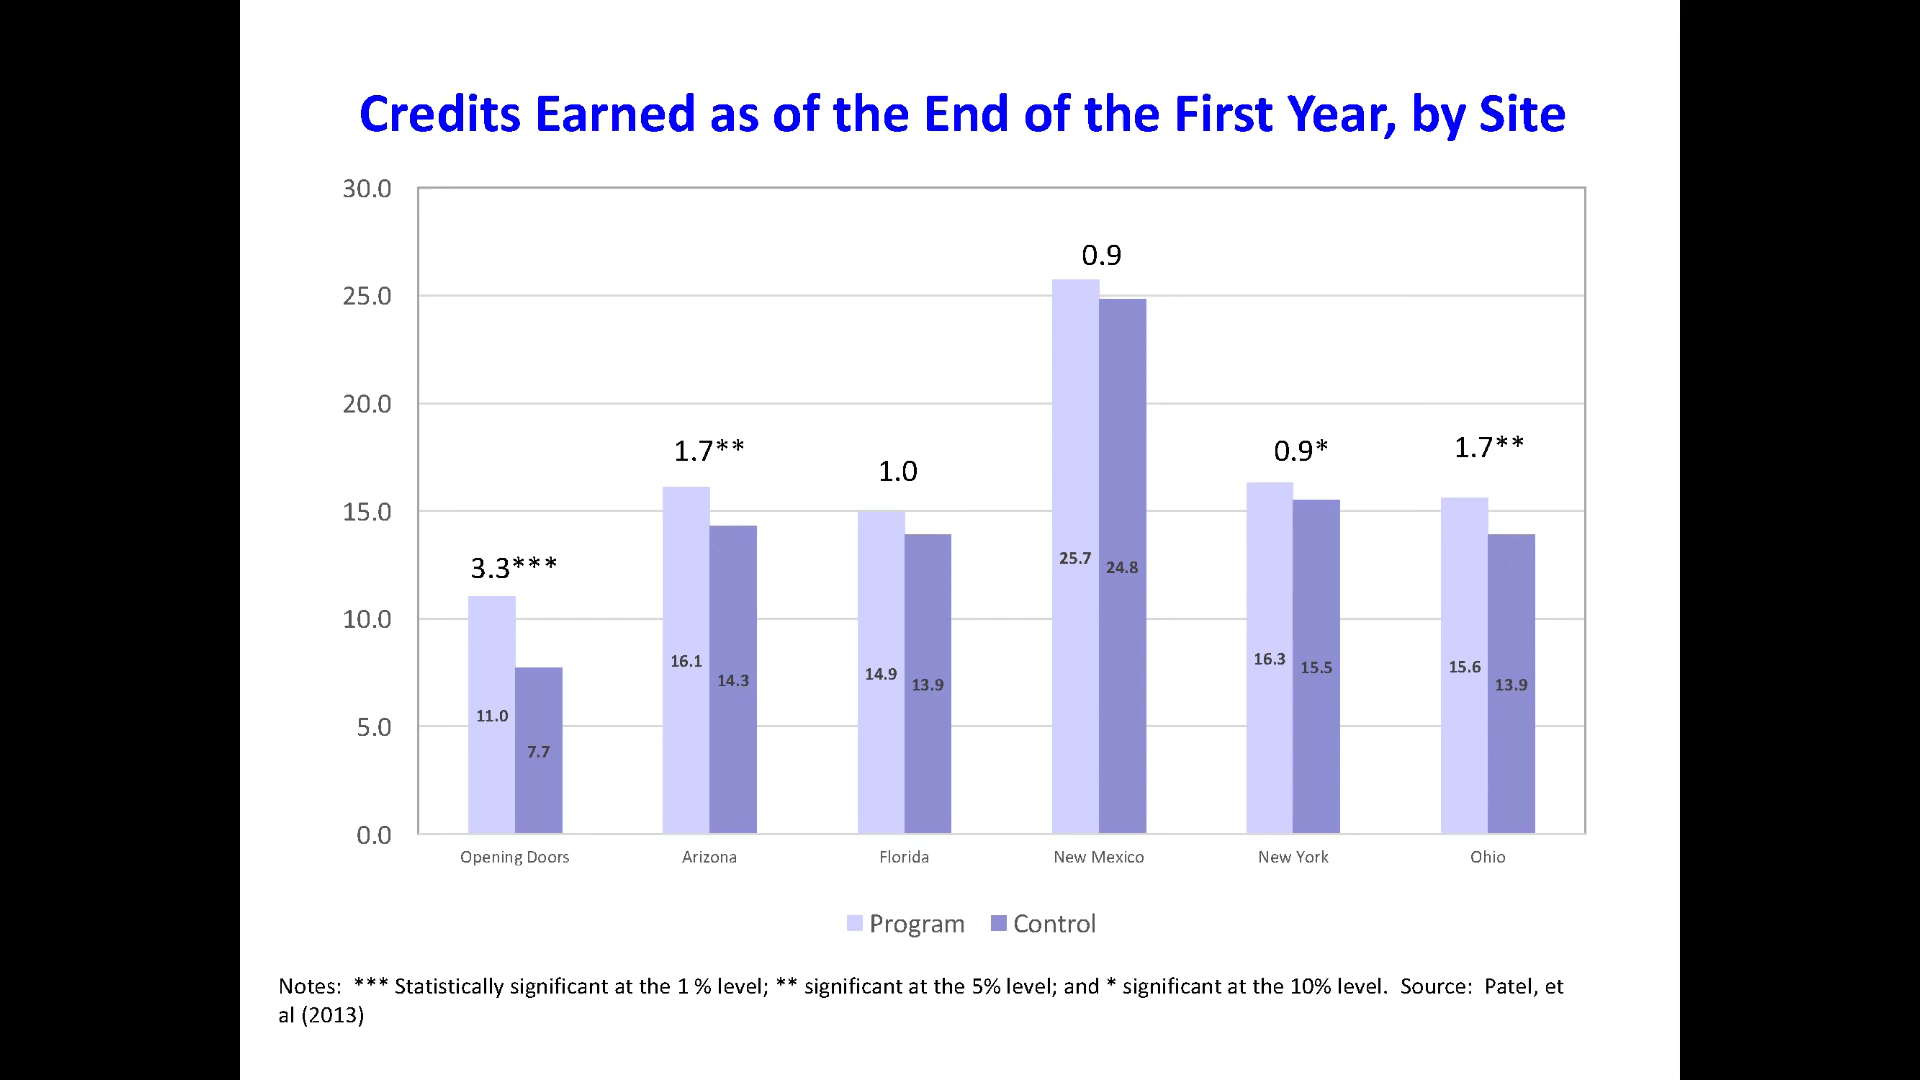 Credits Earned as of the End of the First Year, by Site
30.0
25.0
20.0
15.0
10.0
5.0
0.0
3.3***
1.7**
1.0
0.9
0.9*
1.7**
11.0
7.7
16.1
14.3
14.9
13.9
25.7
24.8
16.3
15.5
15.6
13.9
Opening Doors
Arizona
Florida
New Mexico
New York
Ohio
Program
Control
Notes: *** Statistically significant at the 1 % level; ** significant at the 5% level; and * significant at the 10% level. Source: Patel, et
al (2013)